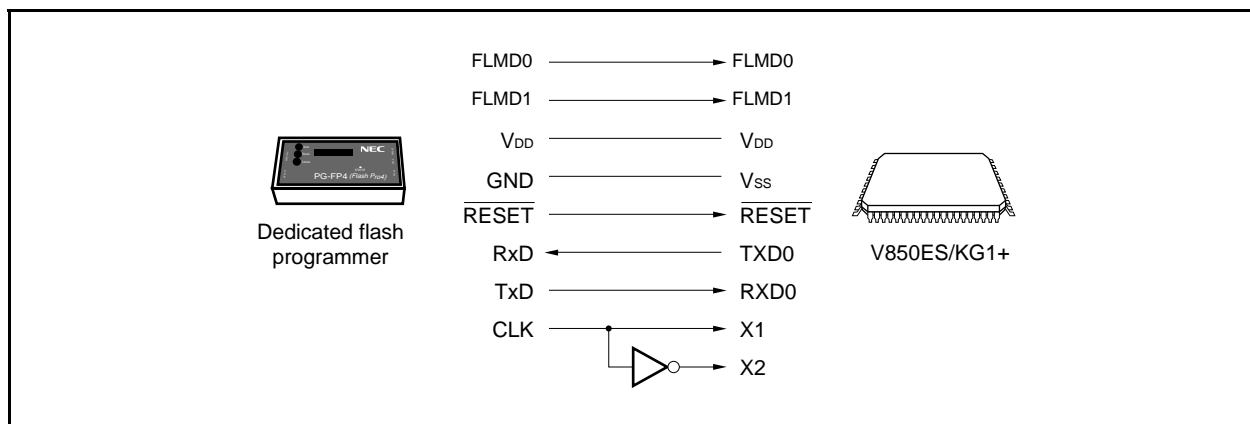 FLMD0 FLMD0
FLMD1 FLMD1
VDD VDD
GND VSS
RESET RESET
RxD TXD0
TxD RXD0
CLK X1
X2
NEC
PG-FP4 (Flash Pro4)
Dedicated flash
programmer
V850ES/KG1+